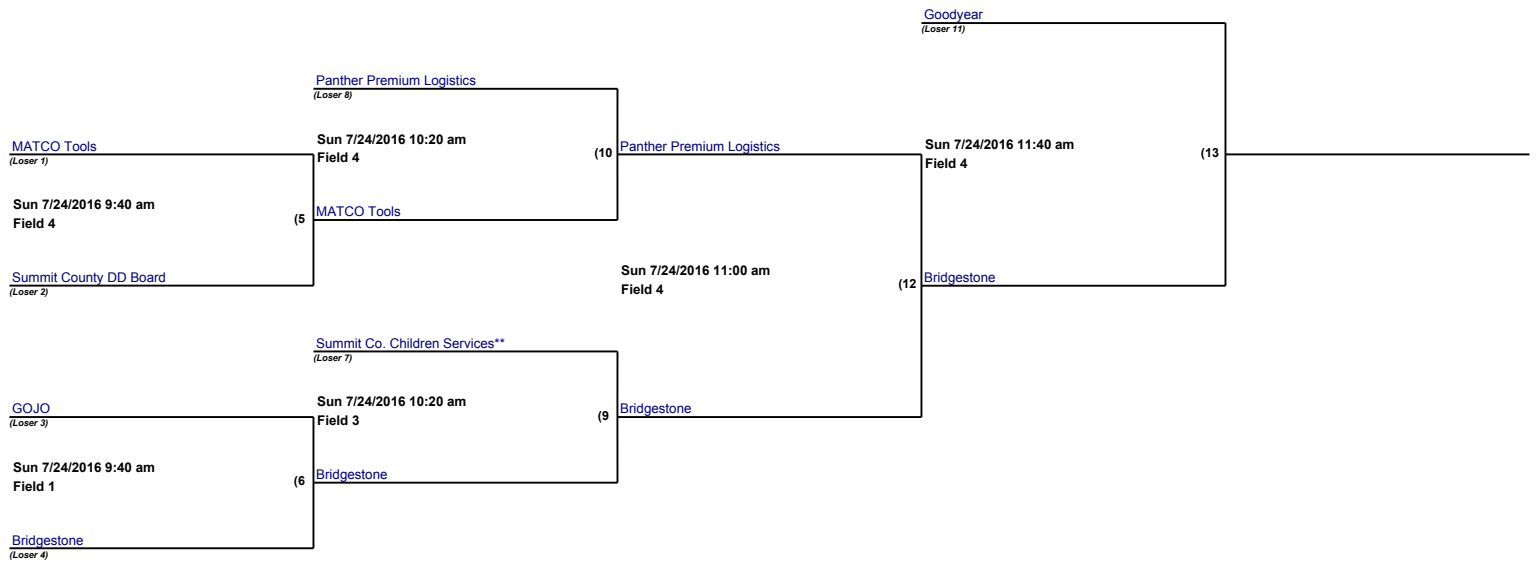 Goodyear
(Loser 11)
Panther Premium Logistics
(Loser 8)
MATCO Tools
(Loser 1)
Sun 7/24/2016 10:20 am
Field 4
(10
Panther Premium Logistics
Sun 7/24/2016 11:40 am
Field 4
(13
Sun 7/24/2016 9:40 am
Field 4
(5
MATCO Tools
Summit County DD Board
(Loser 2)
Sun 7/24/2016 11:00 am
Field 4
(12
Bridgestone
Summit Co. Children Services**
(Loser 7)
GOJO
(Loser 3)
Sun 7/24/2016 10:20 am
Field 3
(9
Bridgestone
Sun 7/24/2016 9:40 am
Field 1
(6
Bridgestone
Bridgestone
(Loser 4)